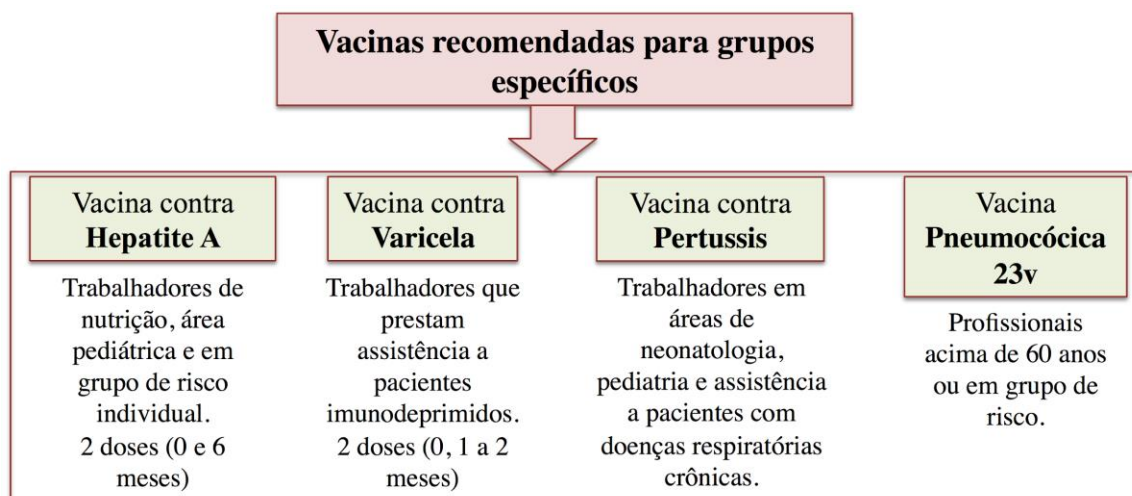 Vacinas recomendadas para grupos
específicos
Vacina contra
Hepatite A
Trabalhadores de
nutrição, área
pediátrica e em
grupo de risco
individual.
2 doses (0 e 6
meses)
Vacina contra
Varicela
Trabalhadores que
prestam
assistência a
pacientes
imunodeprimidos.
2 doses (0, 1 a 2
meses)
Vacina contra
Pertussis
Trabalhadores em
áreas de
neonatologia,
pediatria e assistência
a pacientes com
doenças respiratórias
crônicas.
Vacina
Pneumocócica
23v
Profissionais
acima de 60 anos
ou em grupo de
risco.